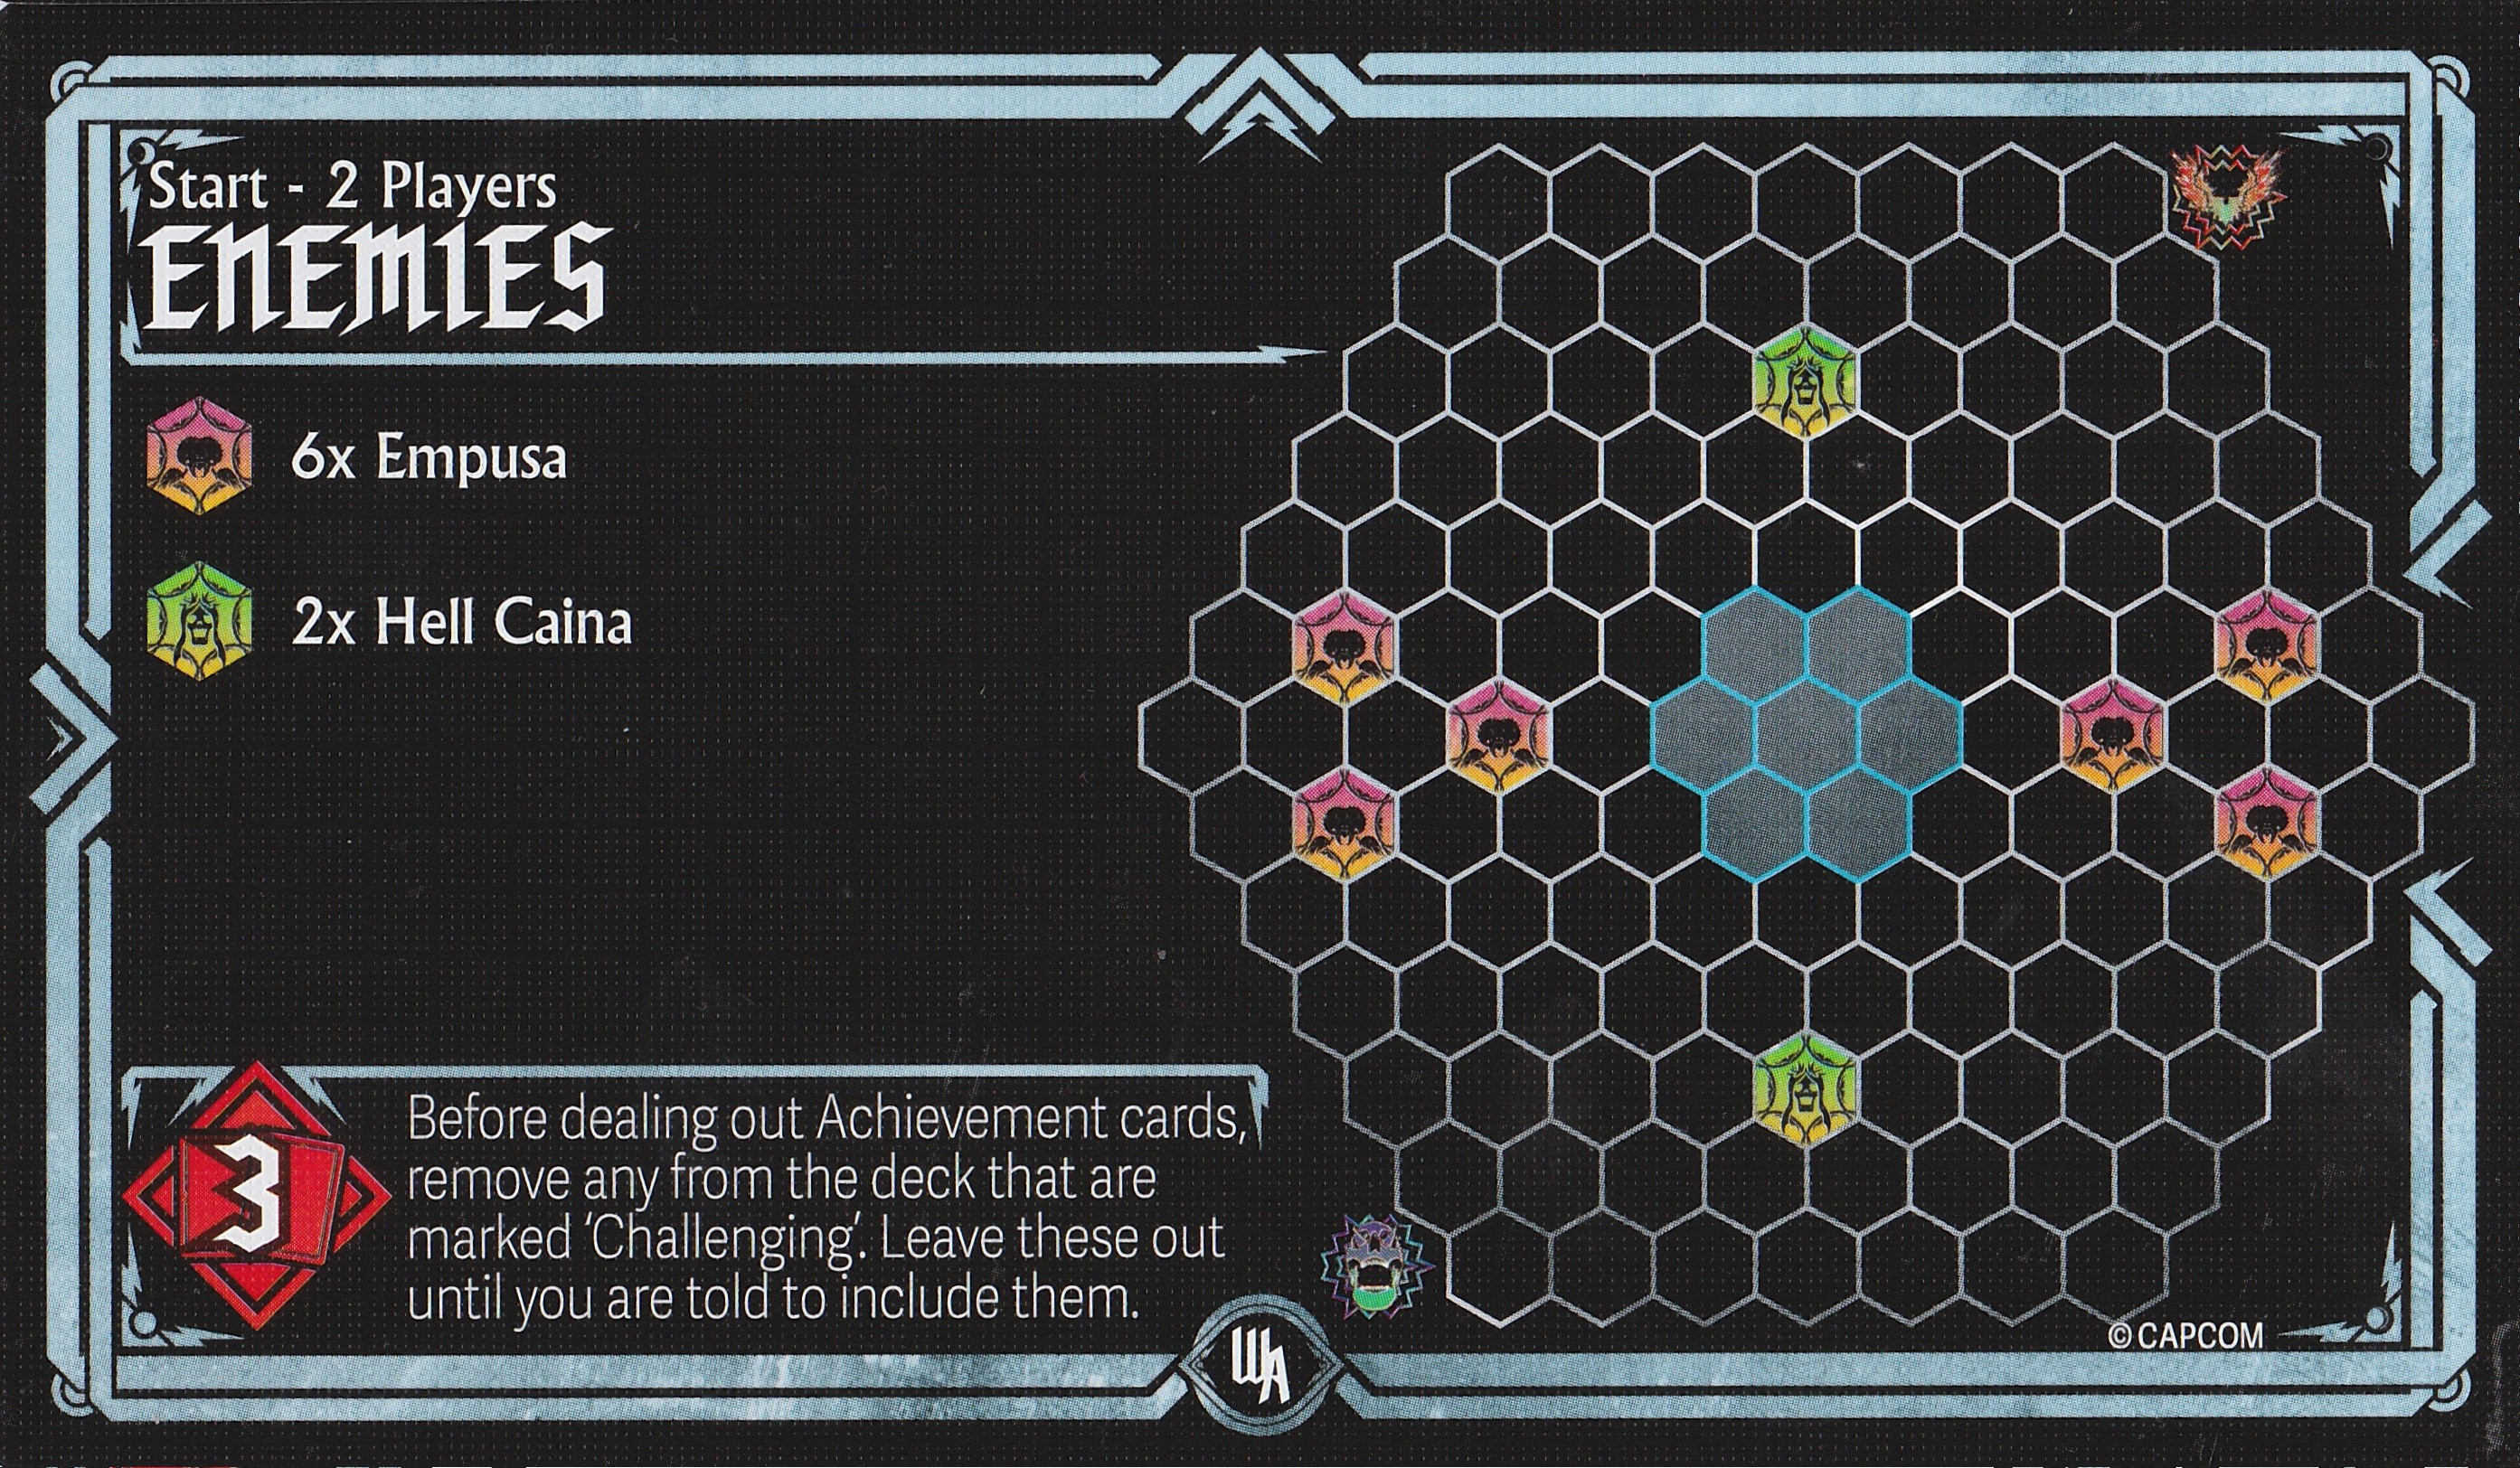 Start - 2 Players
ENEMIES
6x Empusa
2x Hell Caina
3
Before dealing out Achievement cards,
remove any from the deck that are
marked ‘Challenging’. Leave these out
until you are told to include them.
WA
© CAPCOM